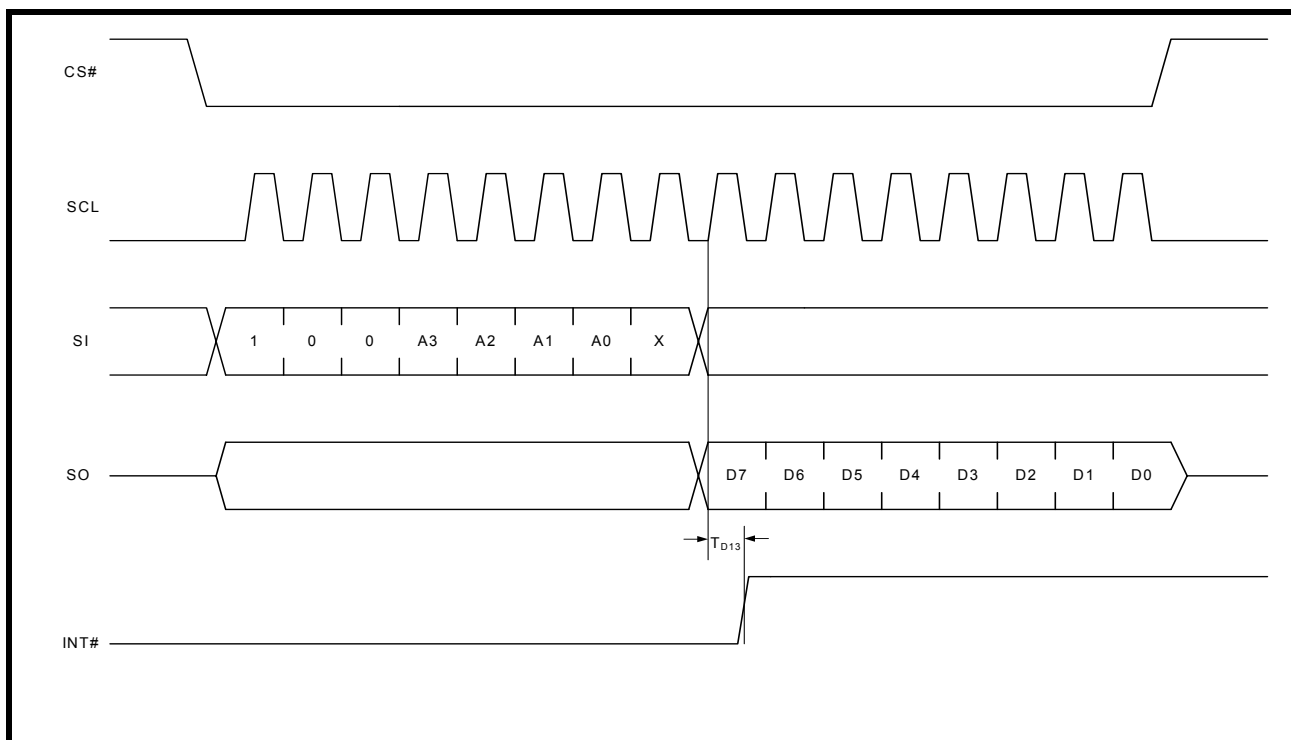 CS#
SCL
SI 1 0 0 A3 A2 A1 A0 X
SO D7 D6 D5 D4 D3 D2 D1 D0
TD13
INT#